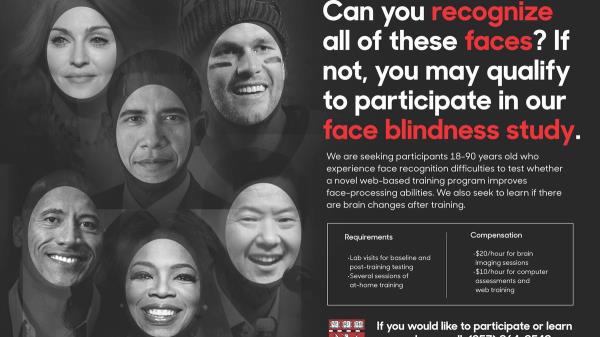 Can you recognize
all of these faces? If
not, you may qualify
to participate in our
face blindness study.
We are seeking participants 18-90 years old who
experience face recognition difficulties to test whether
a novel web-based training program improves
face-processing abilities. We also seek to learn if there
are brain changes after training.
Requirements
·Lab visits for baseline and
post-training testing
·Several sessions of
at-home training
Compensation
·$20/hour for brain
imaging sessions
·$10/hour for computer
assessments and
web training
If you would like to participate or learn